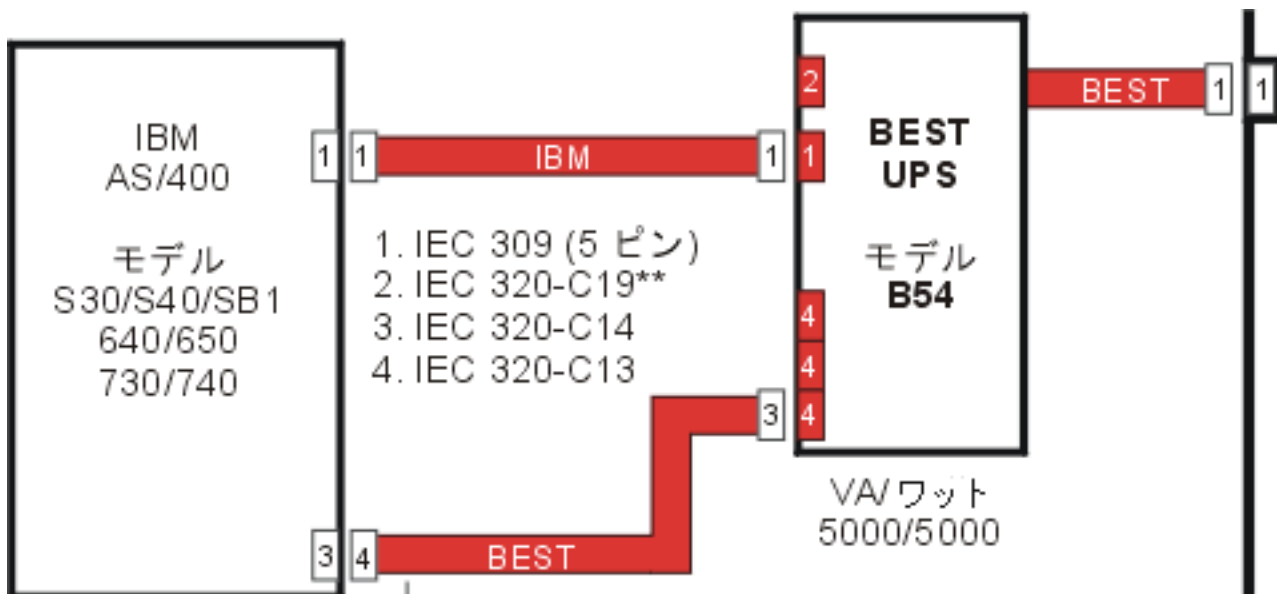 IBM
AS/400
モデル
S30/S40/SB1
640/650
730/740
1
1
IBM
1
1. IEC 309 (5 ピン)
2. IEC 320-C19**
3. IEC 320-C14
4. IEC 320-C13
3
4
BEST
3
2
1
4
4
4
BEST
UPS
モデル
B54
VA/ワット
5000/5000
BEST
1
1